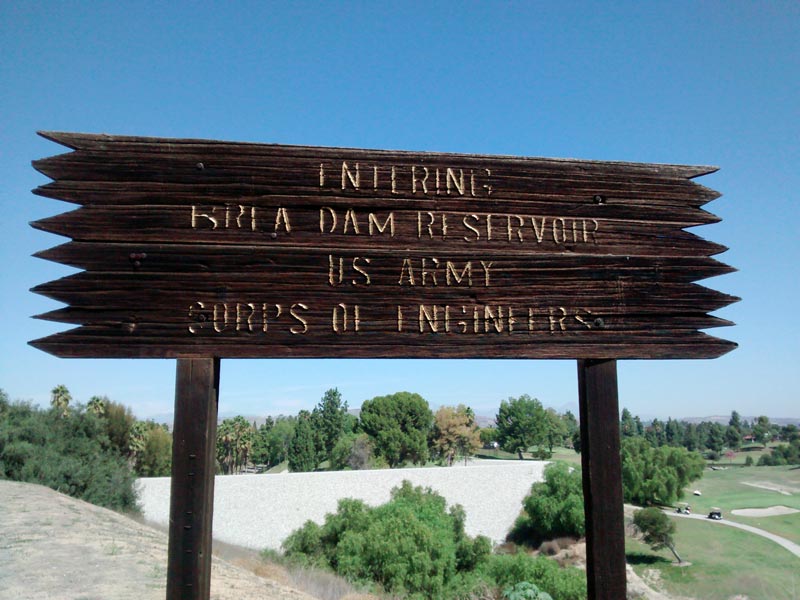 ENTERING
BREA DAM RESERVOIR
US ARMY
CORPS OF ENGINEERS